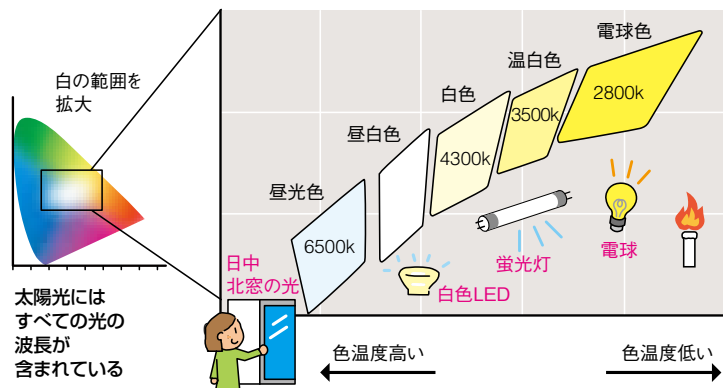 白の範囲を
拡大
太陽光には
すべての光の
波長が
含まれている
電球色
2800k
温白色
3500k
白色
4300k
昼白色
昼光色
6500k
日中
北窓の光
白色LED
蛍光灯
電球
色温度高い
色温度低い